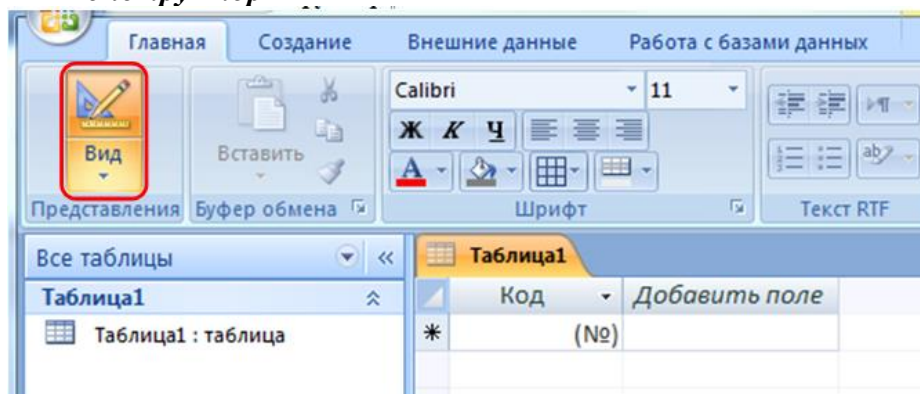 Главная Создание Внешние данные Работа с базами данных
Calibri 11
Ж К Ч
Вид Вставить
А ab
Представления Буфер обмена Шрифт Текст RTF
Все таблицы «
Таблица1
Таблица1
Код Добавить поле
Таблица1 : таблица
* (№)